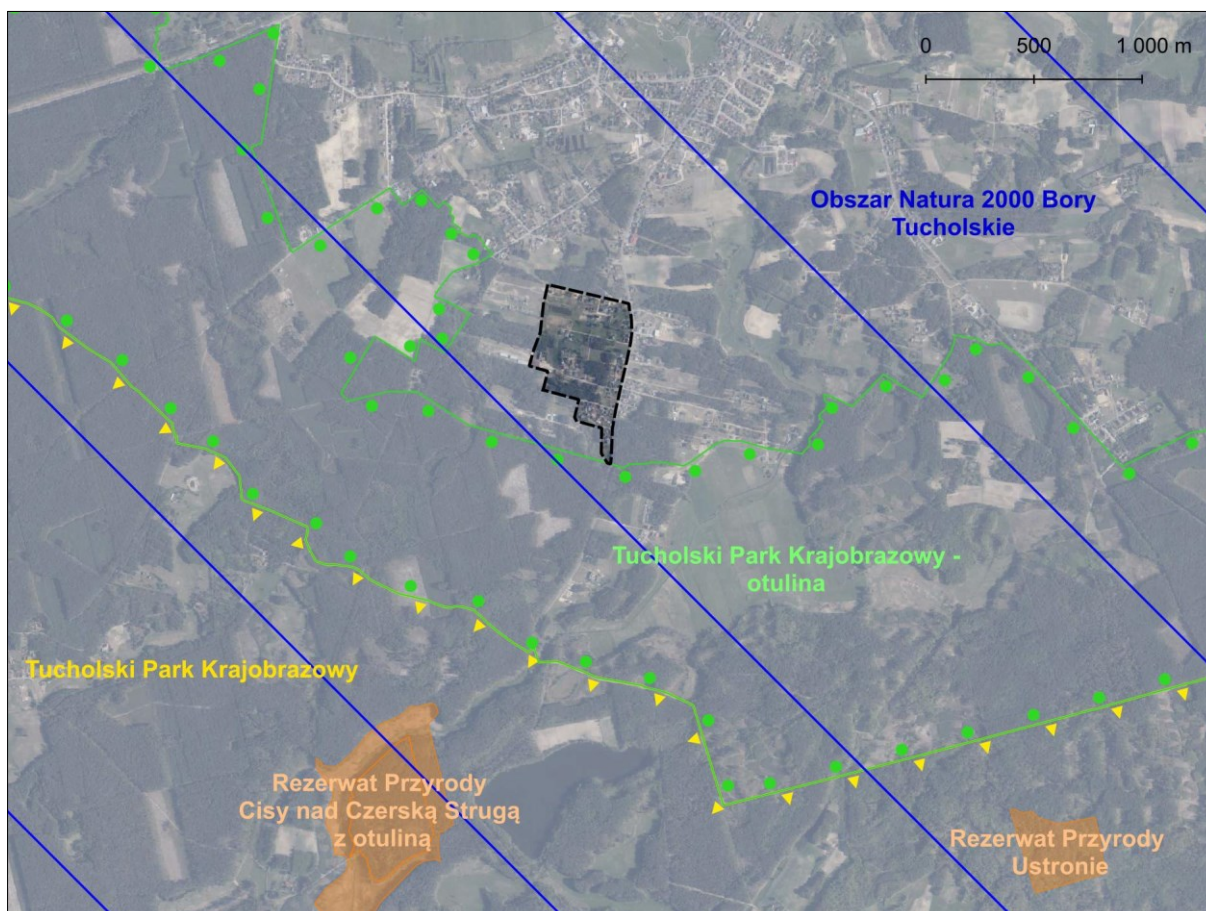 0 500 1 000 m
Obszar Natura 2000 Bory
Tucholskie
Tucholski Park Krajobrazowy -
otulina
Tucholski Park Krajobrazowy
Rezerwat Przyrody
Cisy nad Czerską Strugą
z otuliną
Rezerwat Przyrody
Ustronie